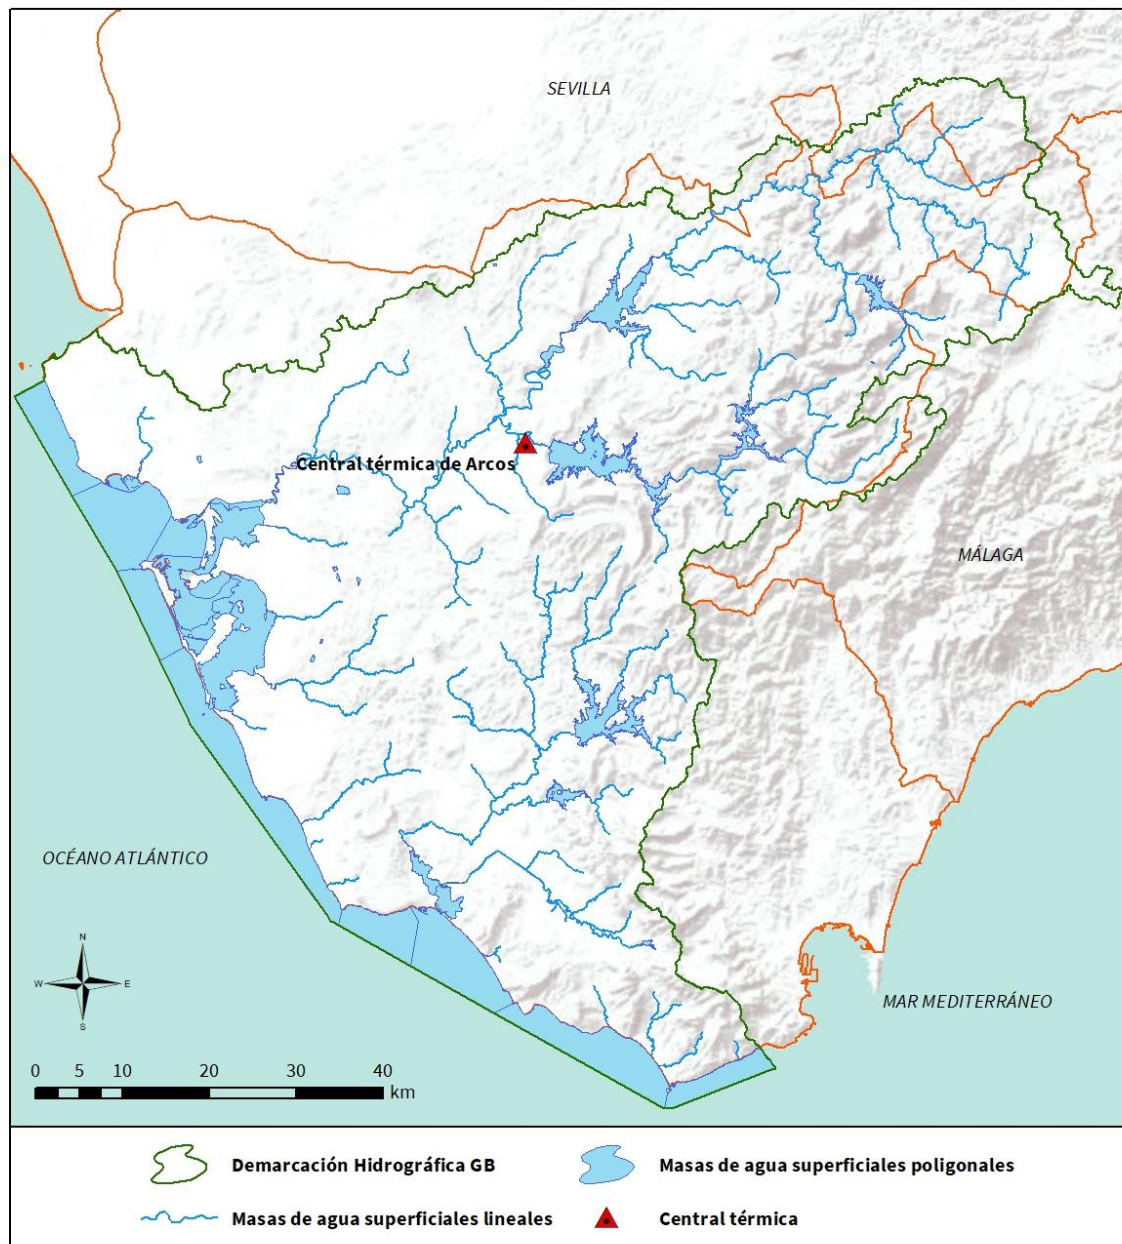 SEVILLA
Central térmica de Arcos
MÁLAGA
OCÉANO ATLÁNTICO
N
W E
S
MAR MEDITERRÁNEO
0 5 10 20 30 40
km
Demarcación Hidrográfica GB
Masas de agua superficiales poligonales
Masas de agua superficiales lineales
Central térmica